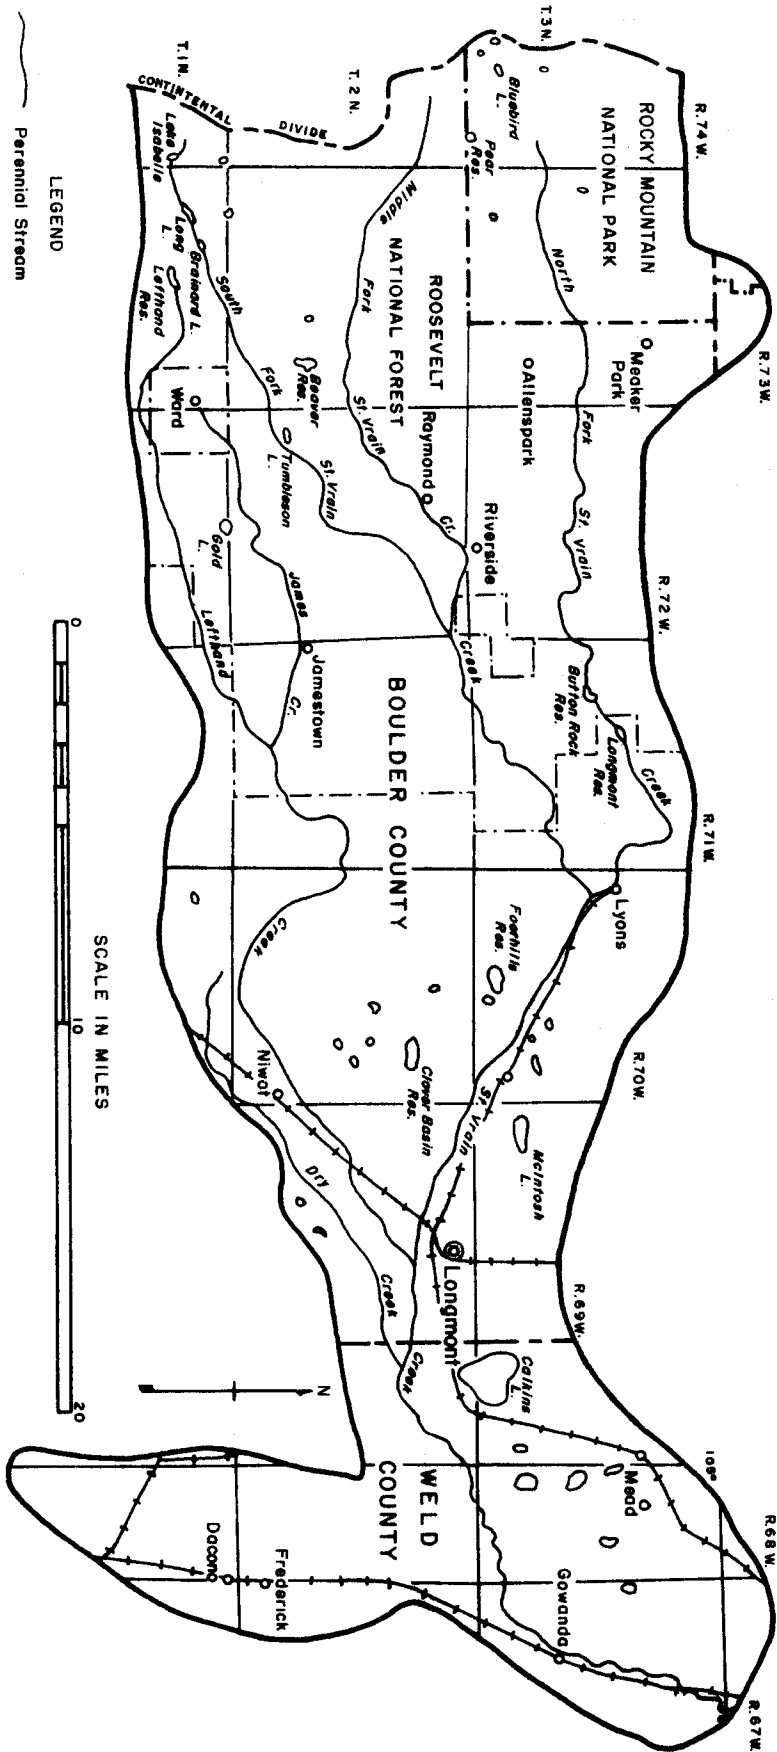 R.74W.
R.73W.
R.72W.
R.71W.
R.70W.
R.69W.
105°
R.68W.
R.67W.
T.3N.
T.2N.
T.1N.
CONTINENTAL
DIVIDE
ROCKY MOUNTAIN
NATIONAL PARK
Bluebird
L.
Pear
Res.
North
Fork
St. Vrain
Creek
Meaker
Park
Allenspark
ROOSEVELT
NATIONAL FOREST
Middle
Fork
St. Vrain
Cr.
Raymond
Riverside
Creek
Button Rock
Res.
Longmont
Res.
Lyons
Lake
Isabelle
Long
L.
Brainard L.
Lefthand
Res.
South
Fork
St. Vrain
Beaver
Res.
Tumbleson
L.
Ward
Gold
L.
James
Cr.
Jamestown
Lefthand
Creek
BOULDER COUNTY
Foothills
Res.
Clover Basin
Res.
McIntosh
L.
St. Vrain
Creek
Niwot
Dry
Creek
Longmont
Calkins
L.
Mead
WELD
COUNTY
Gowanda
Frederick
Dacono
N
LEGEND
Perennial Stream
0
10
20
SCALE IN MILES